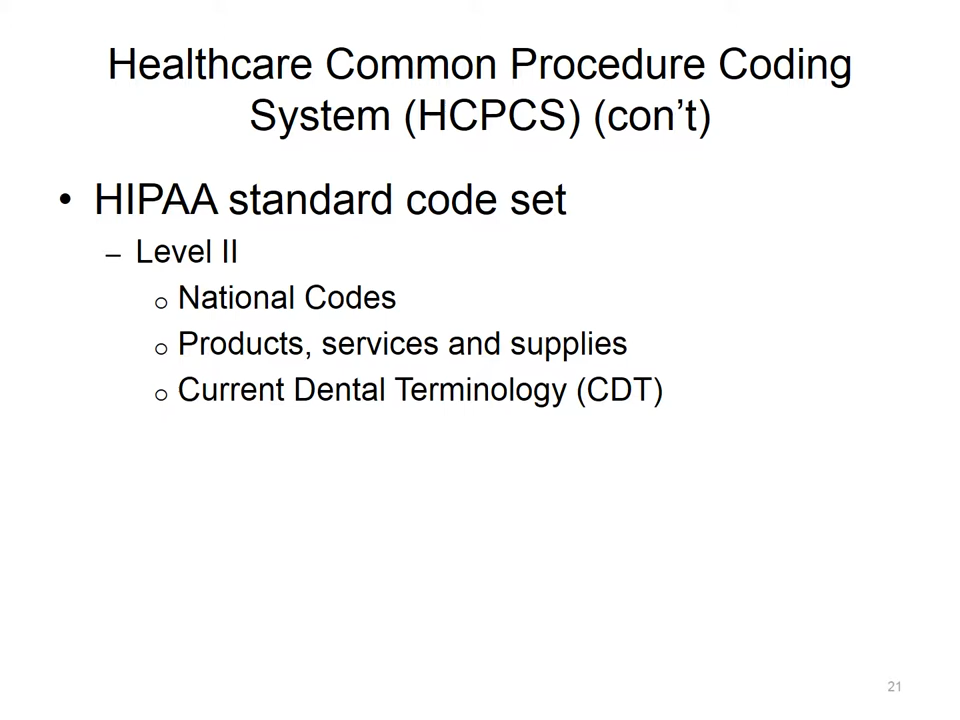 Healthcare Common Procedure Coding
System (HCPCS) (con’t)
• HIPAA standard code set
– Level II
o National Codes
o Products, services and supplies
o Current Dental Terminology (CDT)
21